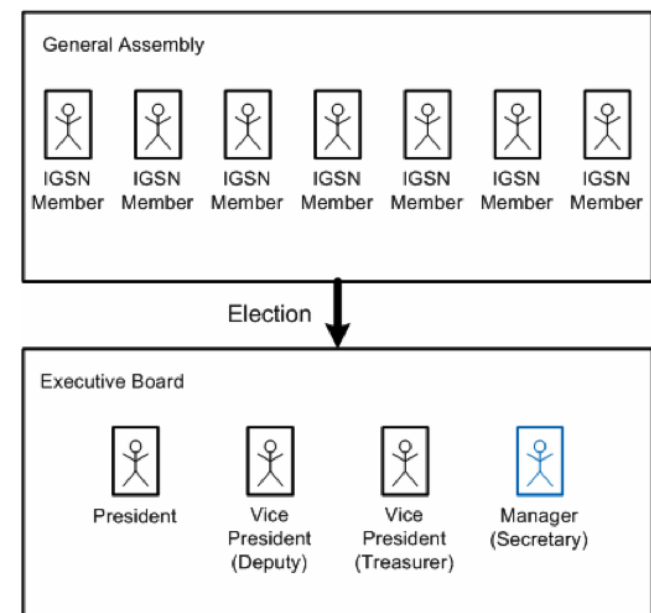 General Assembly
IGSN IGSN IGSN IGSN IGSN IGSN IGSN
Member Member Member Member Member Member Member
Election
Executive Board
President
Vice
President
(Deputy)
Vice
President
(Treasurer)
Manager
(Secretary)